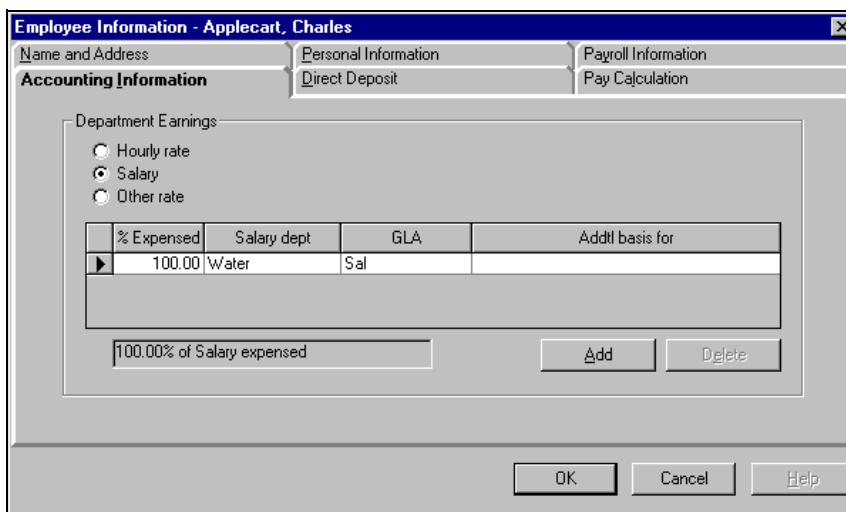 Employee Information - Applecart, Charles
Name and Address Personal Information Payroll Information
Accounting Information Direct Deposit Pay Calculation
Department Earnings
Hourly rate
Salary
Other rate
% Expensed Salary dept GLA Addtl basis for
100.00 Water Sal
100.00% of Salary expensed Add Delete
OK Cancel Help